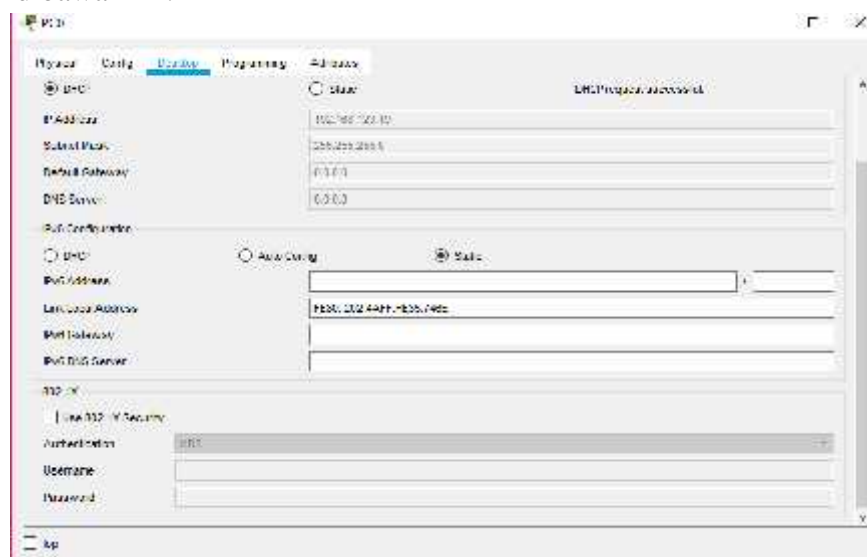 PC0
Physical Config Desktop Programming Attributes
DHCP Static DHCP request successful.
IP Address
Subnet Mask 255.255.255.0
Default Gateway 0.0.0.0
DNS Server 0.0.0.0
IPv6 Configuration
DHCP Auto Config Static
IPv6 Address /
Link Local Address
IPv6 Gateway
IPv6 DNS Server
802.1X
Use 802.1X Security
Authentication MD5
Username
Password
Top